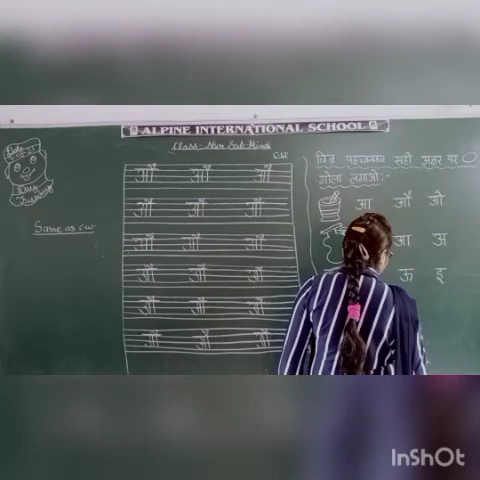 ALPINE INTERNATIONAL SCHOOL
Class:- Nur Sub:Hindi
C.W.
औ औ औ
औ औ औ
औ औ औ
औ औ औ
औ औ औ
औ औ औ
Same as c.w.
चित्र पहचानकर सही अक्षर पर O
गोला लगाओ:-
आ औ ओ
आ अ
ऊ इ
InShOt